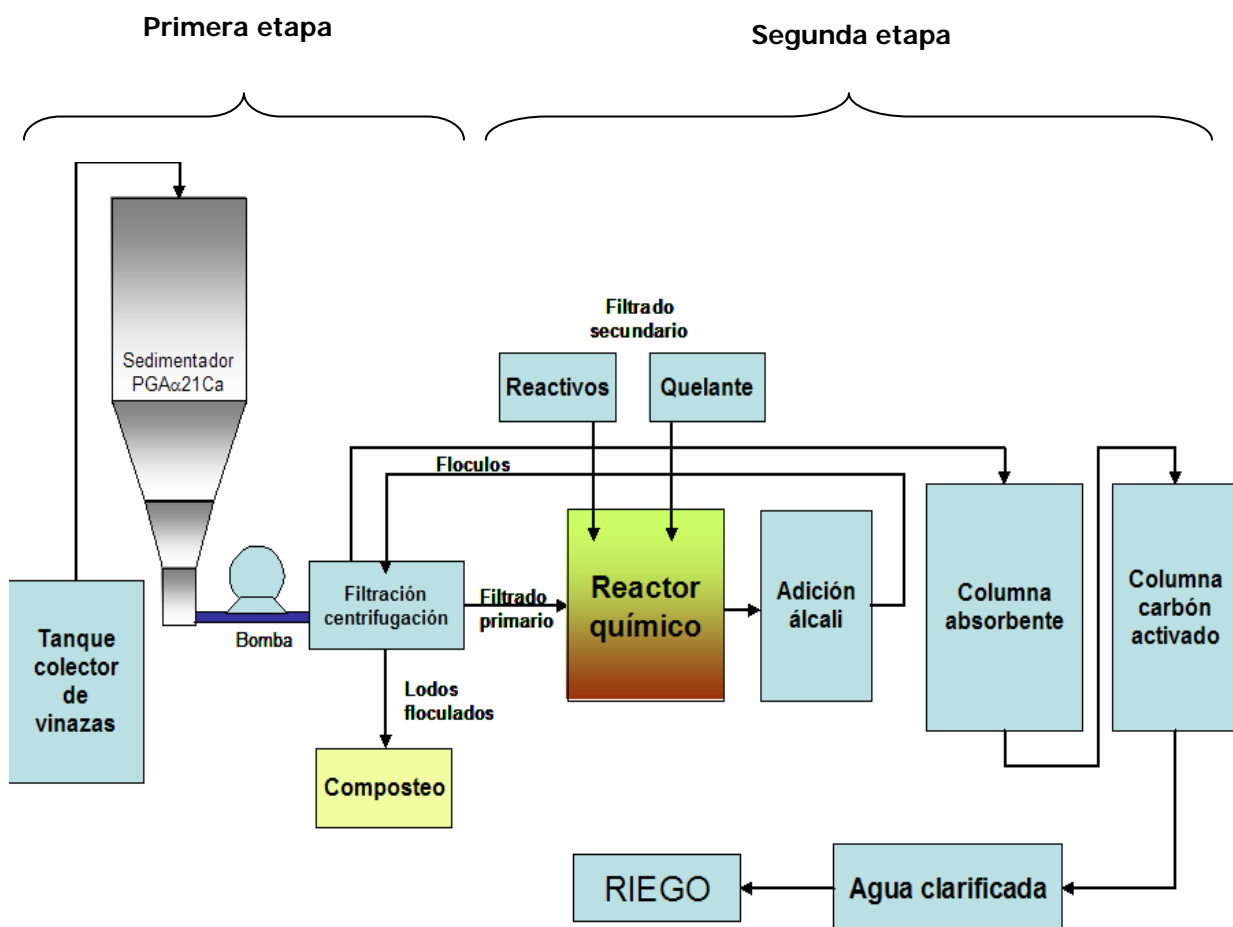 Primera etapa
Segunda etapa
Sedimentador
PGAα21Ca
Filtrado
secundario
Reactivos
Quelante
Floculos
Tanque
colector
de
vinazas
Bomba
Filtración
centrifugación
Filtrado
primario
Reactor
químico
Adición
álcali
Columna
absorbente
Columna
carbón
activado
Lodos
floculados
Composteo
RIEGO
Agua clarificada